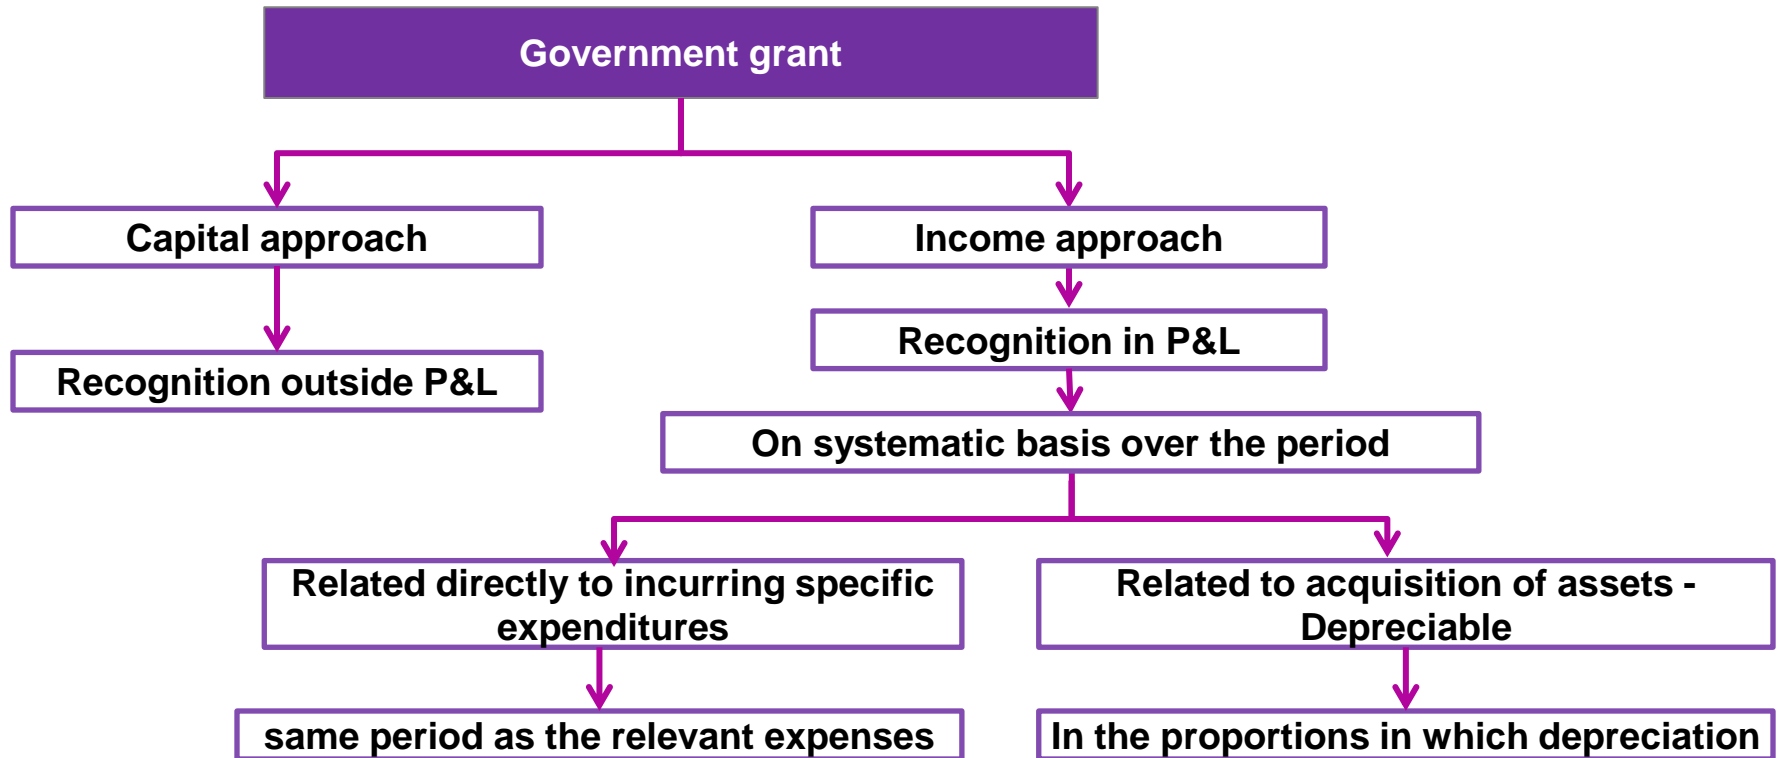 Government grant
Capital approach
Income approach
Recognition outside P&L
Recognition in P&L
On systematic basis over the period
Related directly to incurring specific
expenditures
Related to acquisition of assets -
Depreciable
same period as the relevant expenses
In the proportions in which depreciation